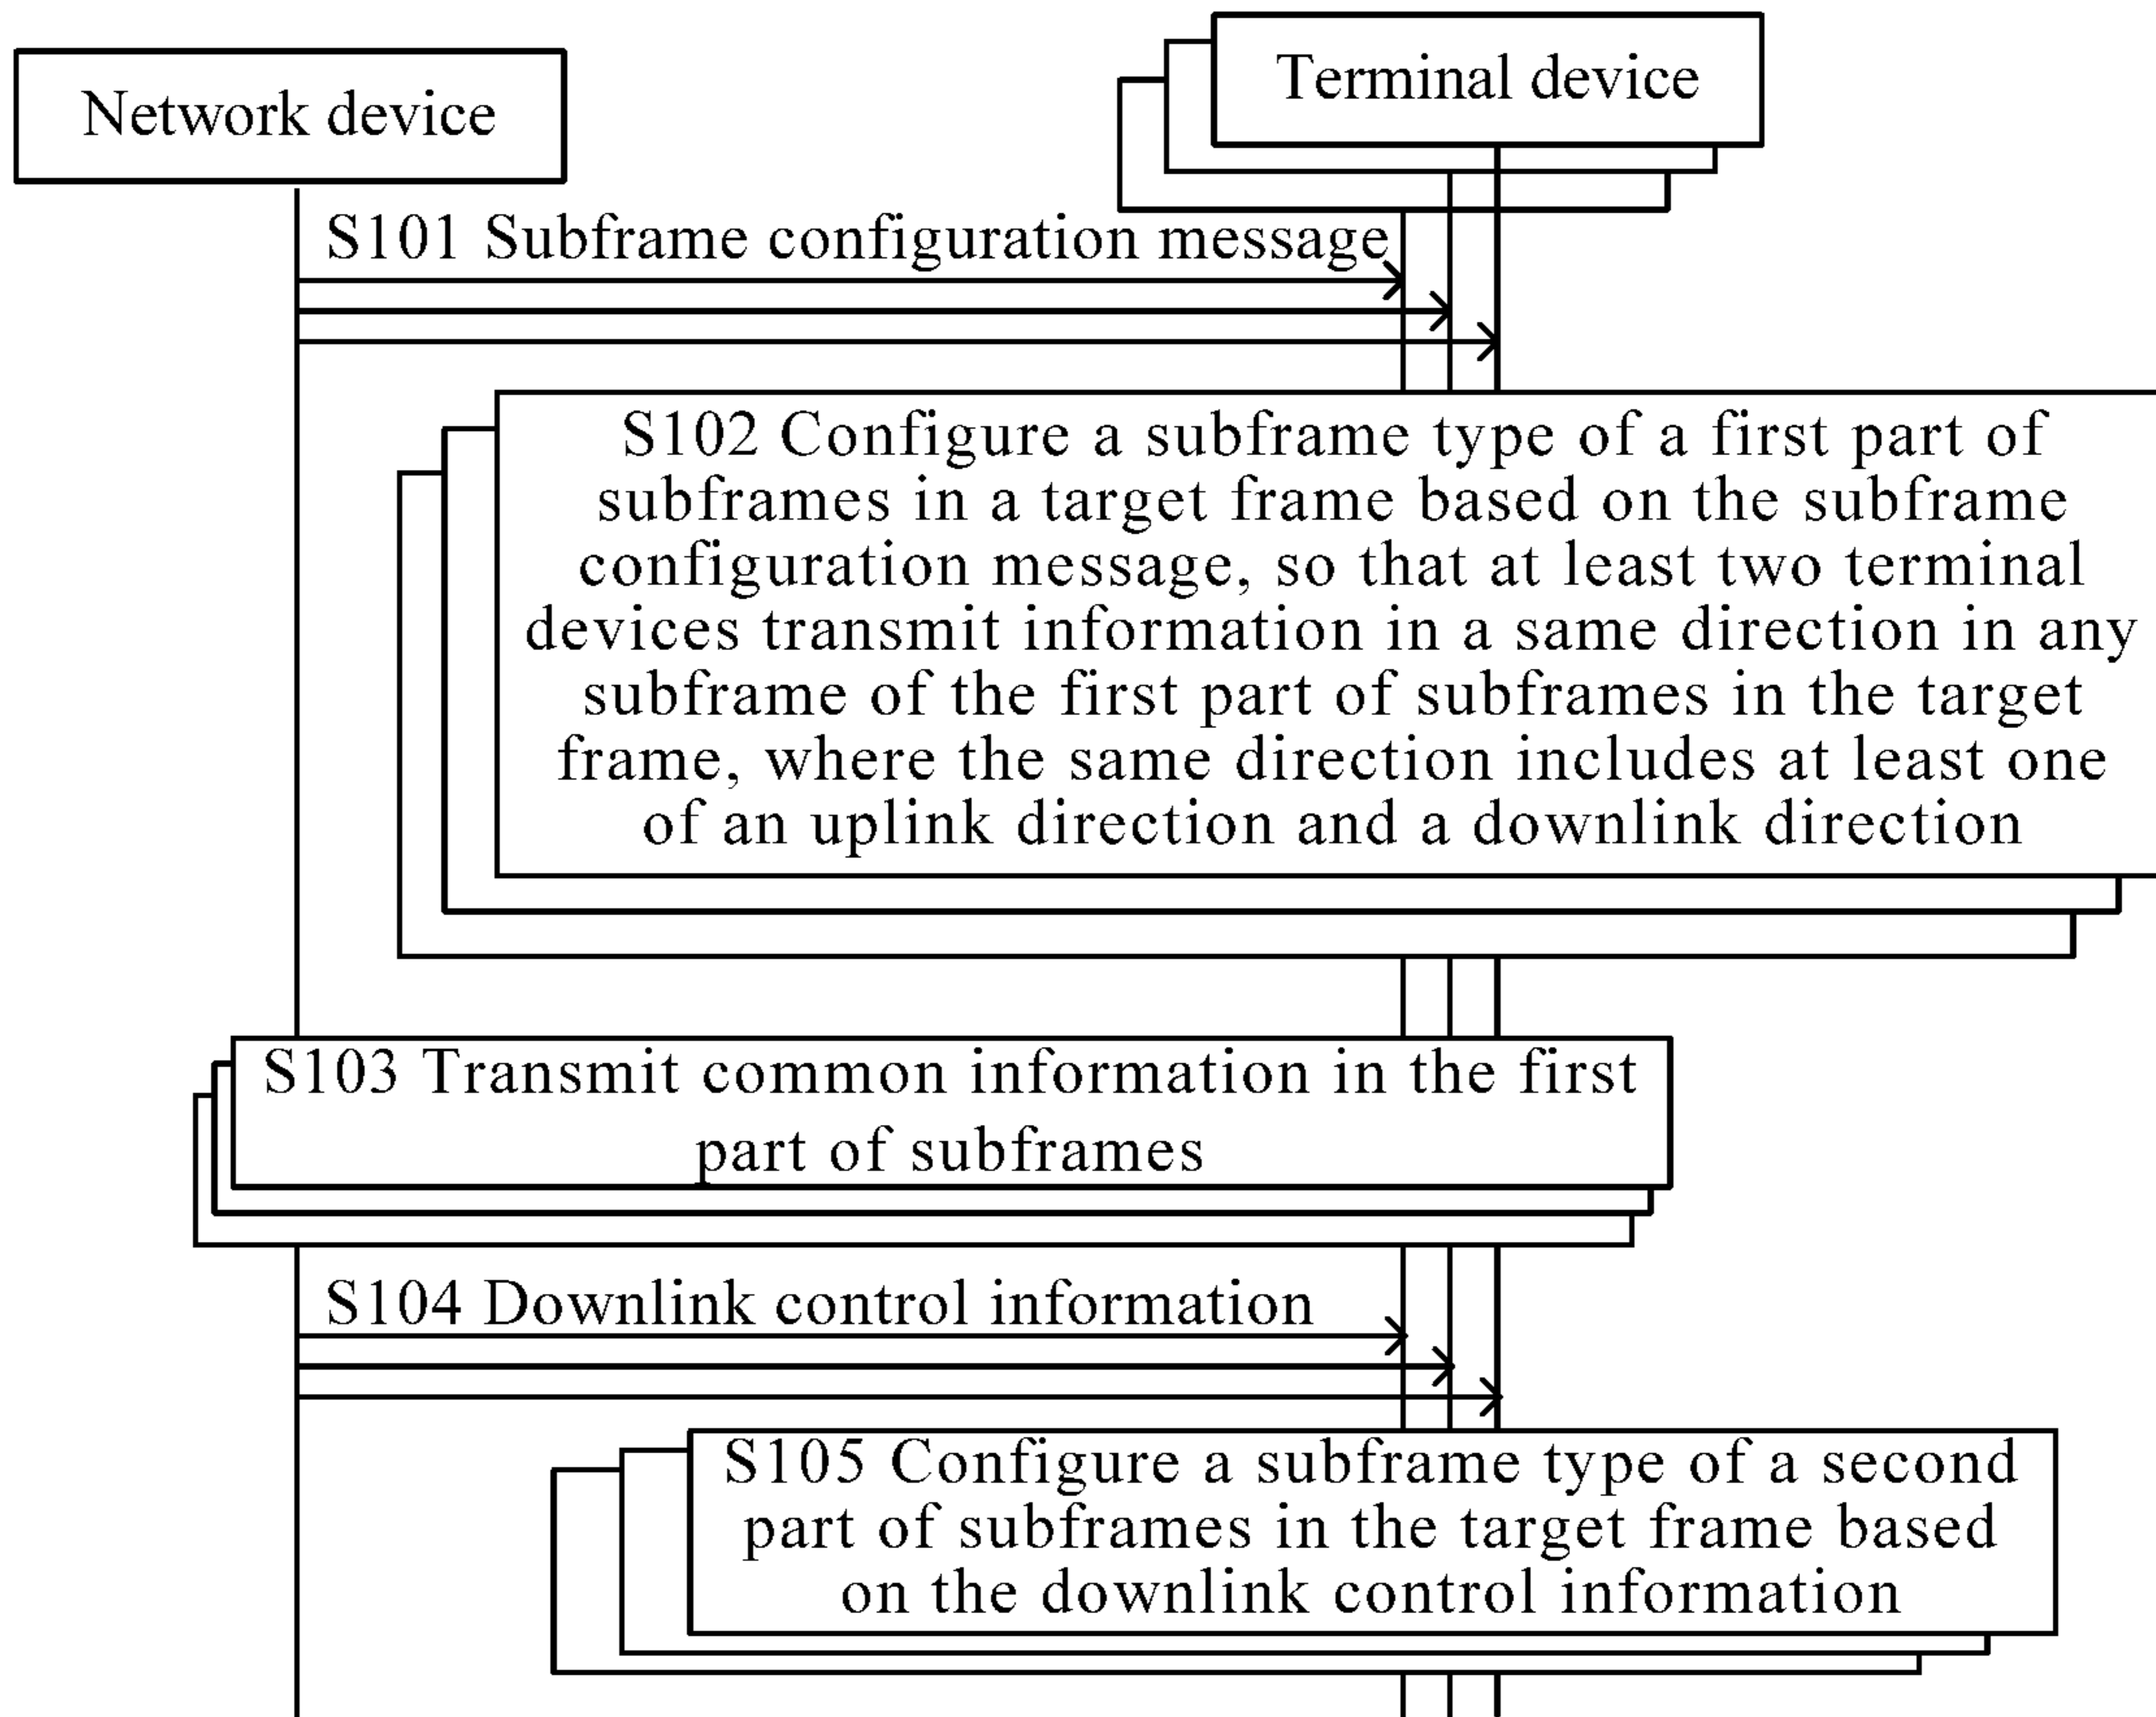 Network device
Terminal device
S101 Subframe configuration message
S102 Configure a subframe type of a first part of
subframes in a target frame based on the subframe
configuration message, so that at least two terminal
devices transmit information in a same direction in any
subframe of the first part of subframes in the target
frame, where the same direction includes at least one
of an uplink direction and a downlink direction
S103 Transmit common information in the first
part of subframes
S104 Downlink control information
S105 Configure a subframe type of a second
part of subframes in the target frame based
on the downlink control information